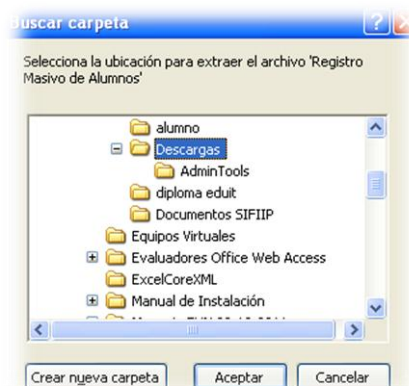 Buscar carpeta
Selecciona la ubicación para extraer el archivo 'Registro
Masivo de Alumnos'
alumno
Descargas
AdminTools
diploma eduit
Documentos SIFIIP
Equipos Virtuales
Evaluadores Office Web Access
ExcelCoreXML
Manual de Instalación
Crear nueva carpeta Aceptar Cancelar